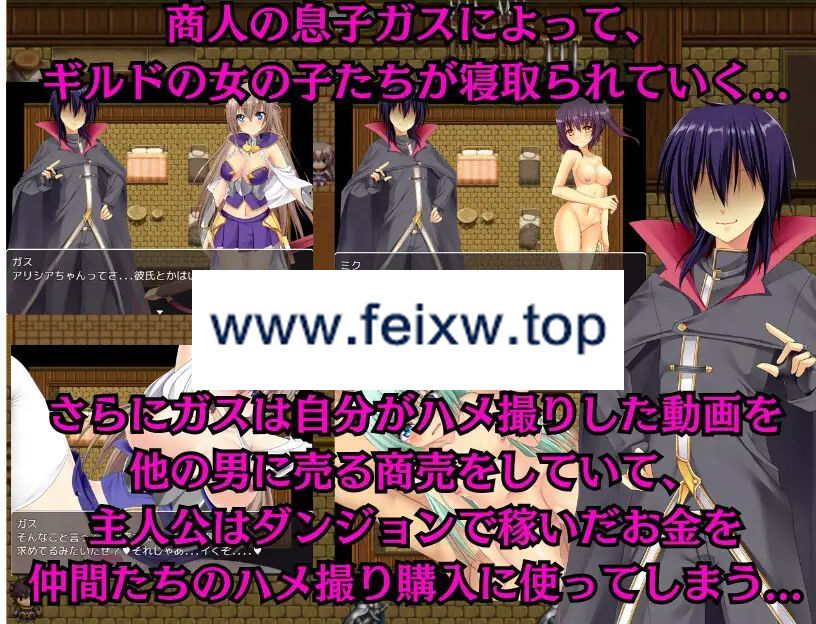 商人の息子ガスによって、
ギルドの女の子たちが寝取られていく...
ガス
アリシアちゃんってさ...彼氏とかはい
ミク
www.feixw.top
さらにガスは自分がハメ撮りした動画を
他の男に売る商売をしていて、
ガス
そんなこと言っ
主人公はダンジョンで稼いだお金を
求めてるみたいだぜ?♥それじゃあ...イくぞ....♥
仲間たちのハメ撮り購入に使ってしまう...